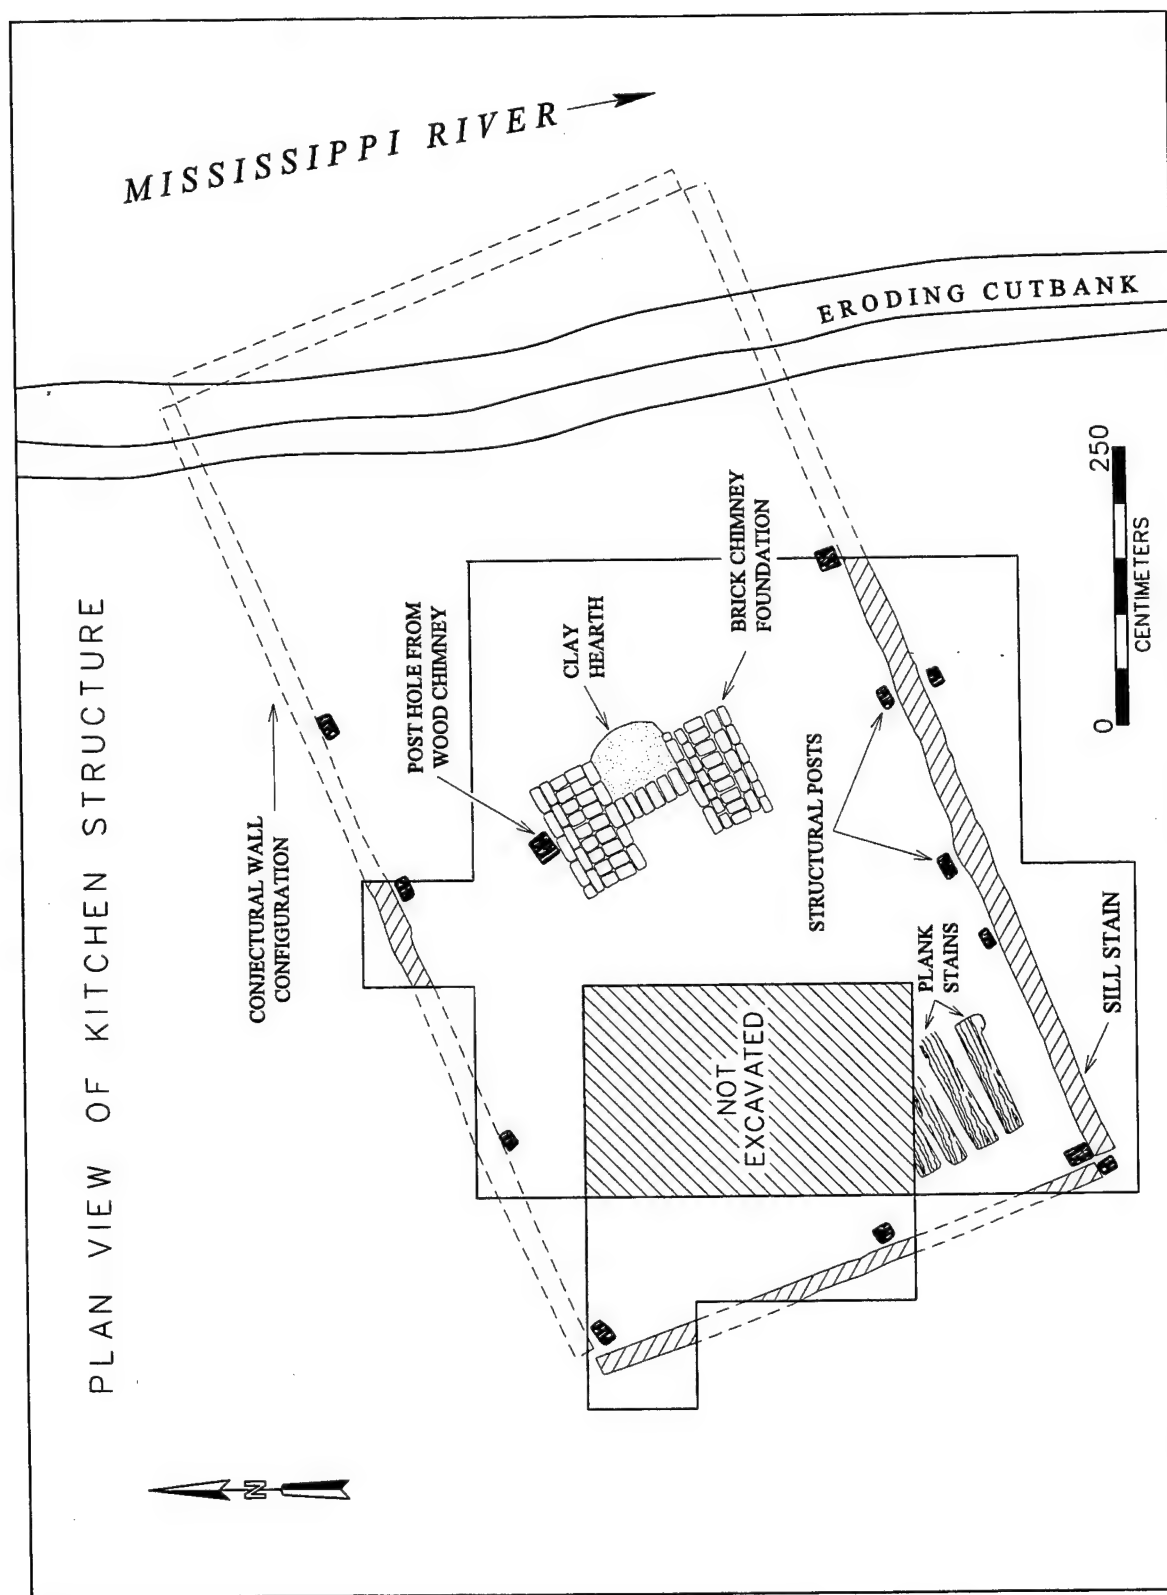 PLAN VIEW OF KITCHEN STRUCTURE
MISSISSIPPI RIVER
CONJECTURAL WALL
CONFIGURATION
POST HOLE FROM
WOOD CHIMNEY
CLAY
HEARTH
BRICK CHIMNEY
FOUNDATION
ERODING CUTBANK
NOT
EXCAVATED
STRUCTURAL POSTS
PLANK
STAINS
SILL STAIN
N
0
250
CENTIMETERS